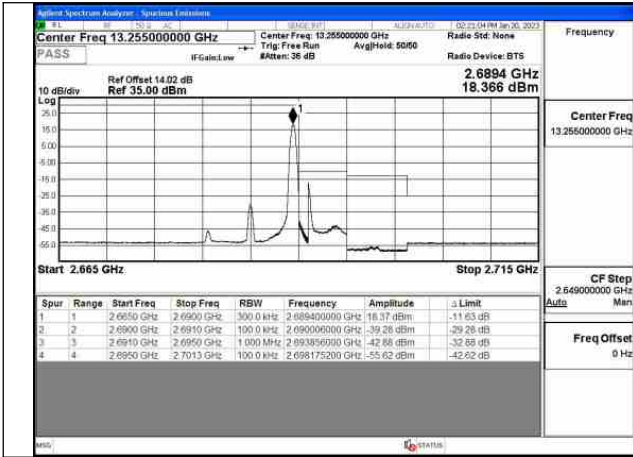 Agilent Spectrum Analyzer - Spurious Emissions
RL RF 50 Ω AC SENSE:INT ALIGN AUTO 02:21:04 PM Jan 30, 2023
Center Freq 13.255000000 GHz
Center Freq: 13.255000000 GHz
Radio Std: None
PASS
Trig: Free Run
Avg|Hold: 50/50
IFGain:Low
#Atten: 36 dB
Radio Device: BTS
Ref Offset 14.02 dB
2.6894 GHz
10 dB/div
Ref 35.00 dBm
18.366 dBm
Log
25.0
15.0
5.00
-5.00
-15.0
-25.0
-35.0
-45.0
-55.0
1
Start 2.665 GHz
Stop 2.715 GHz
Spur Range Start Freq Stop Freq RBW Frequency Amplitude Δ Limit
1 1 2.6650 GHz 2.6900 GHz 300.0 kHz 2.689400000 GHz 18.37 dBm -11.63 dB
2 2 2.6900 GHz 2.6910 GHz 100.0 kHz 2.690006000 GHz -39.28 dBm -29.28 dB
3 3 2.6910 GHz 2.6950 GHz 1.000 MHz 2.693856000 GHz -42.88 dBm -32.88 dB
4 4 2.6950 GHz 2.7013 GHz 100.0 kHz 2.698175200 GHz -55.62 dBm -42.62 dB
MSG
STATUS
Frequency
Center Freq
13.255000000 GHz
CF Step
2.649000000 GHz
Auto Man
Freq Offset
0 Hz